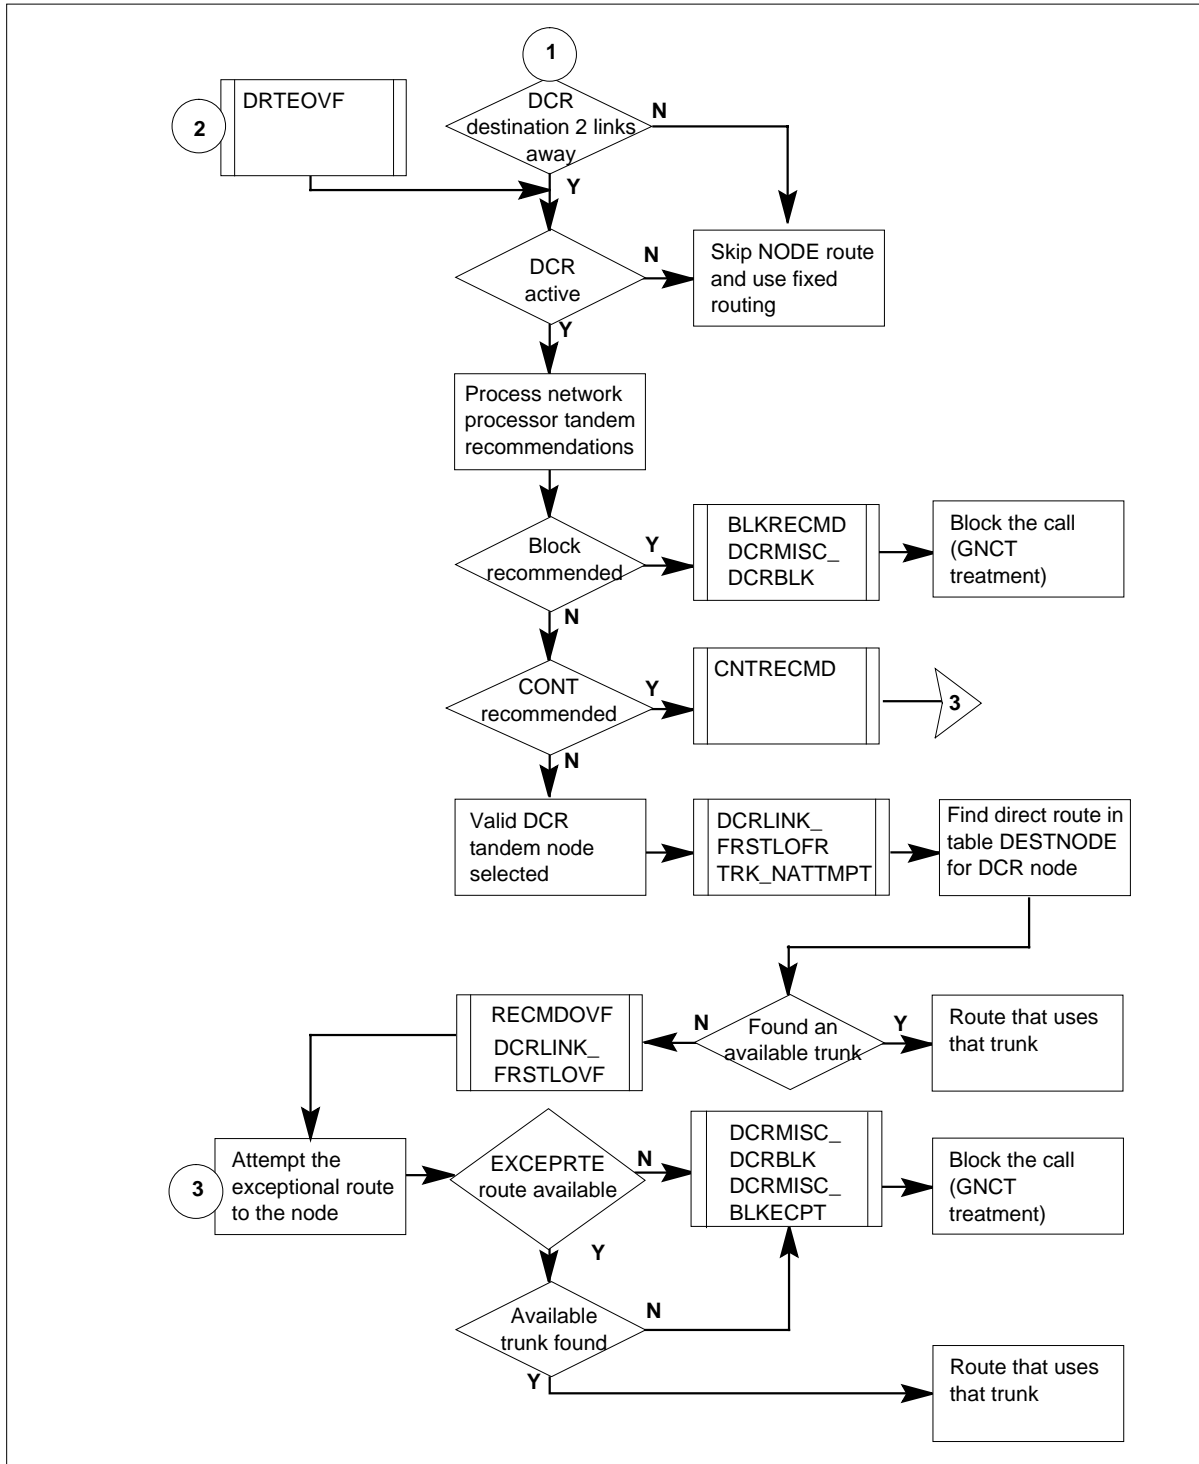 1
DRTEOVF
2
DCR
destination 2 links
away
N
Y
DCR
active
N
Skip NODE route
and use fixed
routing
Y
Process network
processor tandem
recommendations
Block
recommended
Y
BLKRECMD
DCRMISC_
DCRBLK
Block the call
(GNCT
treatment)
N
CONT
recommended
Y
CNTRECMD
3
N
Valid DCR
tandem node
selected
DCRLINK_
FRSTLOFR
TRK_NATTMPT
Find direct route in
table DESTNODE
for DCR node
RECMDOVF
DCRLINK_
FRSTLOVF
N
Found an
available trunk
Y
Route that uses
that trunk
3
Attempt the
exceptional route
to the node
EXCEPRTE
route available
N
DCRMISC_
DCRBLK
DCRMISC_
BLKECPT
Block the call
(GNCT
treatment)
Y
Available
trunk found
N
Y
Route that uses
that trunk